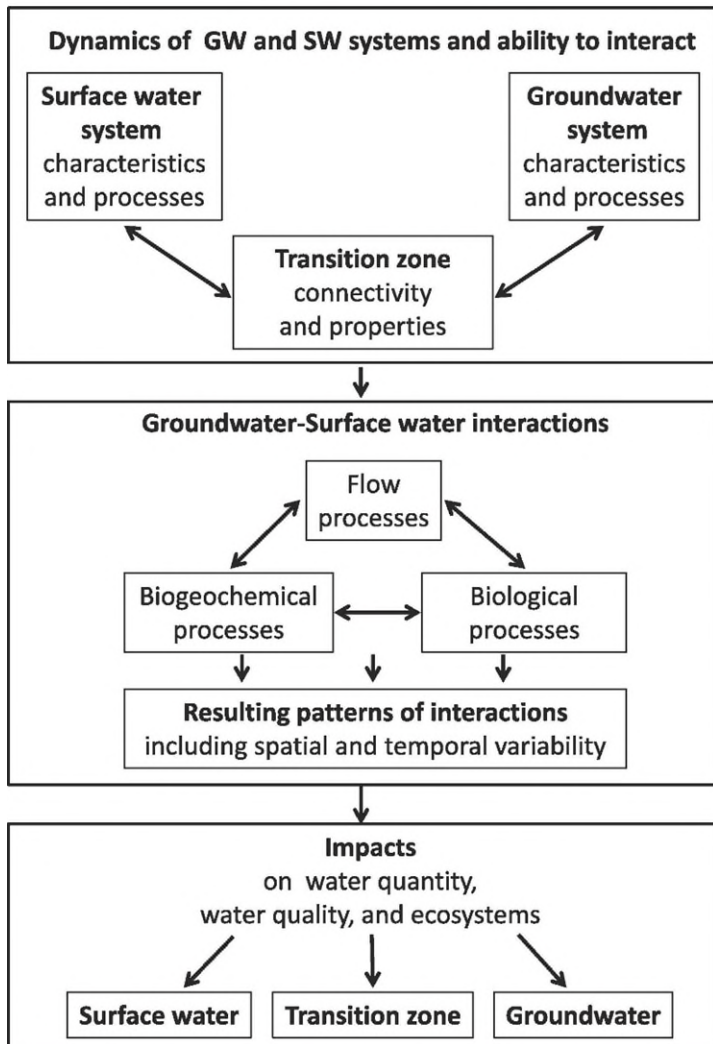 Dynamics of GW and SW systems and ability to interact
Surface water
system
characteristics
and processes
Groundwater
system
characteristics
and processes
Transition zone
connectivity
and properties
Groundwater-Surface water interactions
Flow
processes
Biogeochemical
processes
Biological
processes
Resulting patterns of interactions
including spatial and temporal variability
Impacts
on water quantity,
water quality, and ecosystems
Surface water
Transition zone
Groundwater